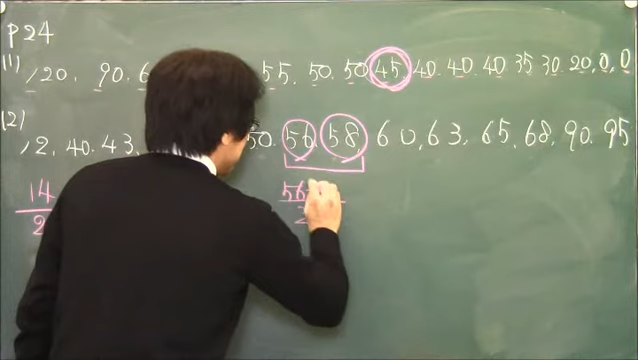 P24
(1) 120. 90. 6 55. 50. 50 45 40. 40. 40. 35 30. 20. 0. 0
(2) 12. 40. 43. 50. 56. 58, 60, 63, 65, 68, 90. 95
14
2
56
2